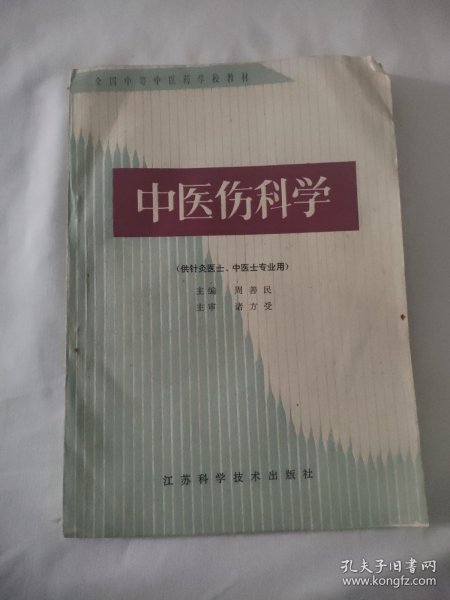 全国中等中医药学校教材
中医伤科学
（供针灸医士、中医士专业用）
主编 周善民
主审 诸方受
江苏科学技术出版社
孔夫子旧书网
www.kongfz.com